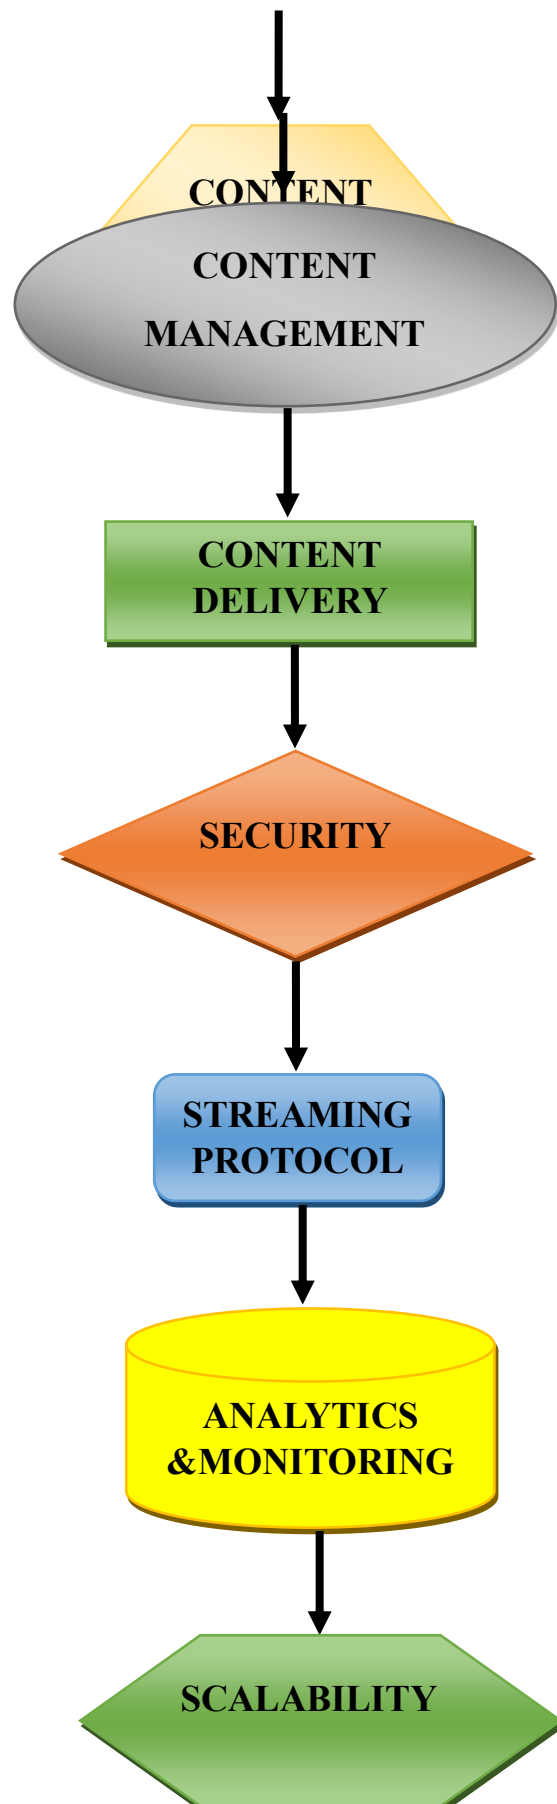 CONTENT
CONTENT
MANAGEMENT
CONTENT
DELIVERY
SECURITY
STREAMING
PROTOCOL
ANALYTICS
&MONITORING
SCALABILITY